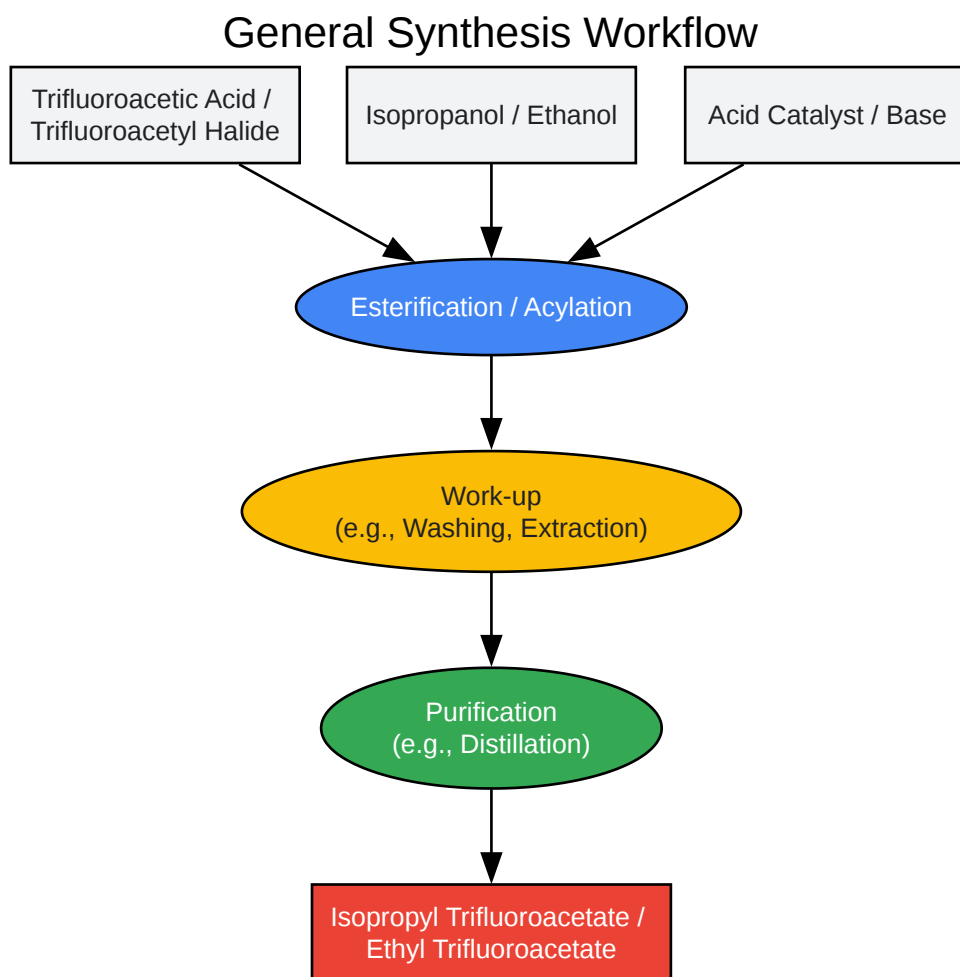 General Synthesis Workflow
Trifluoroacetic Acid /
Trifluoroacetyl Halide
Isopropanol / Ethanol
Acid Catalyst / Base
Esterification / Acylation
Work-up
(e.g., Washing, Extraction)
Purification
(e.g., Distillation)
Isopropyl Trifluoroacetate /
Ethyl Trifluoroacetate